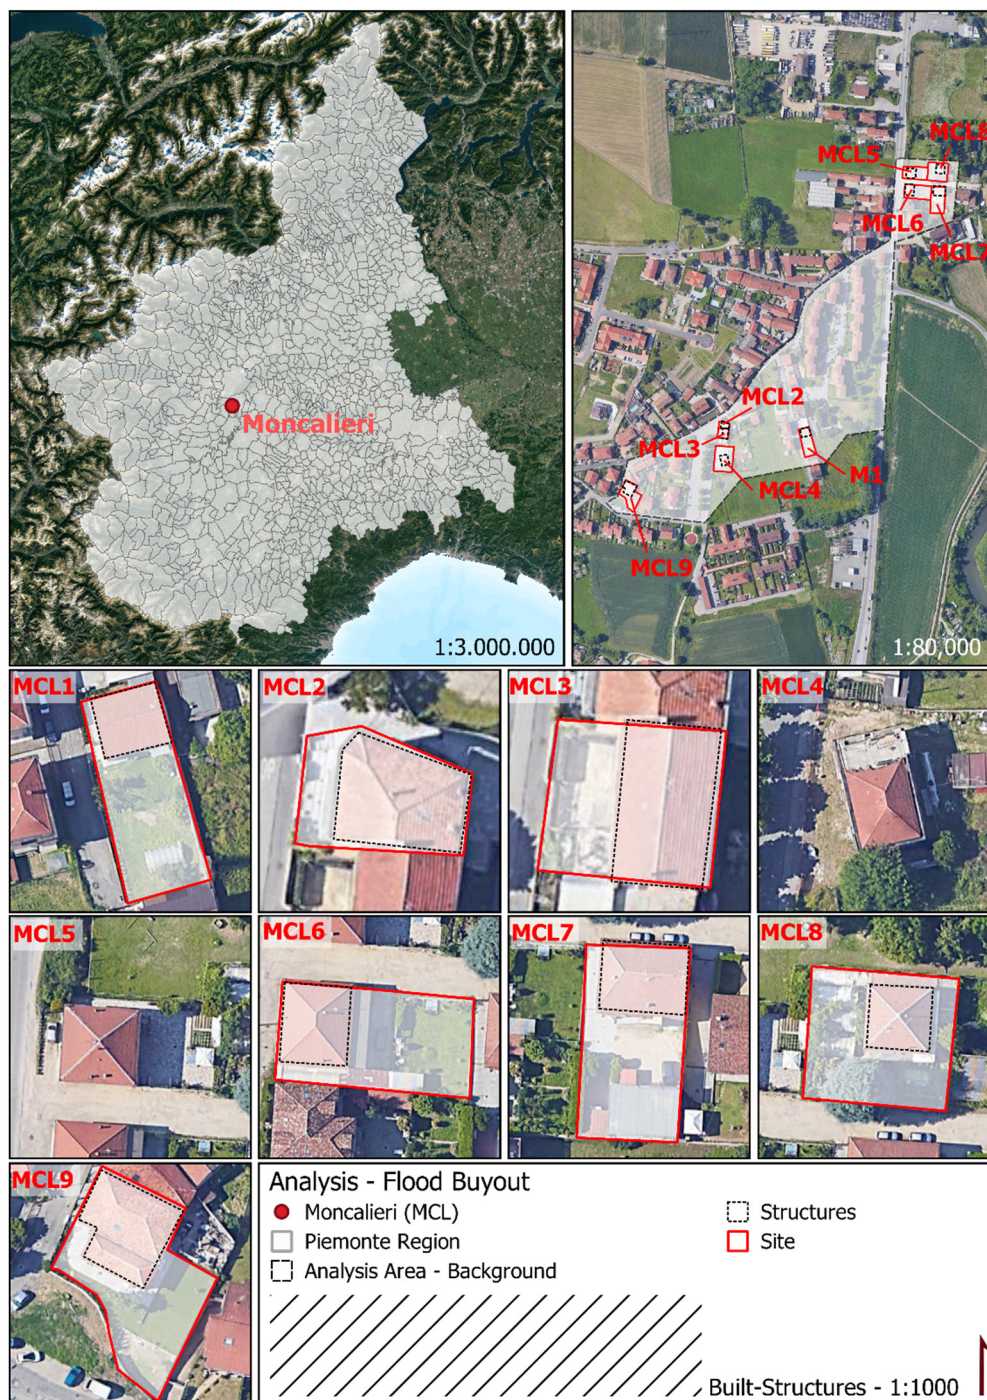 Moncalieri
1:3.000.000
MCL8
MCL5
MCL6
MCL7
MCL2
MCL3
M1
MCL4
MCL9
1:80,000
MCL1
MCL2
MCL3
MCL4
MCL5
MCL6
MCL7
MCL8
MCL9
Analysis - Flood Buyout
Moncalieri (MCL)
Structures
Piemonte Region
Site
Analysis Area - Background
Built-Structures - 1:1000